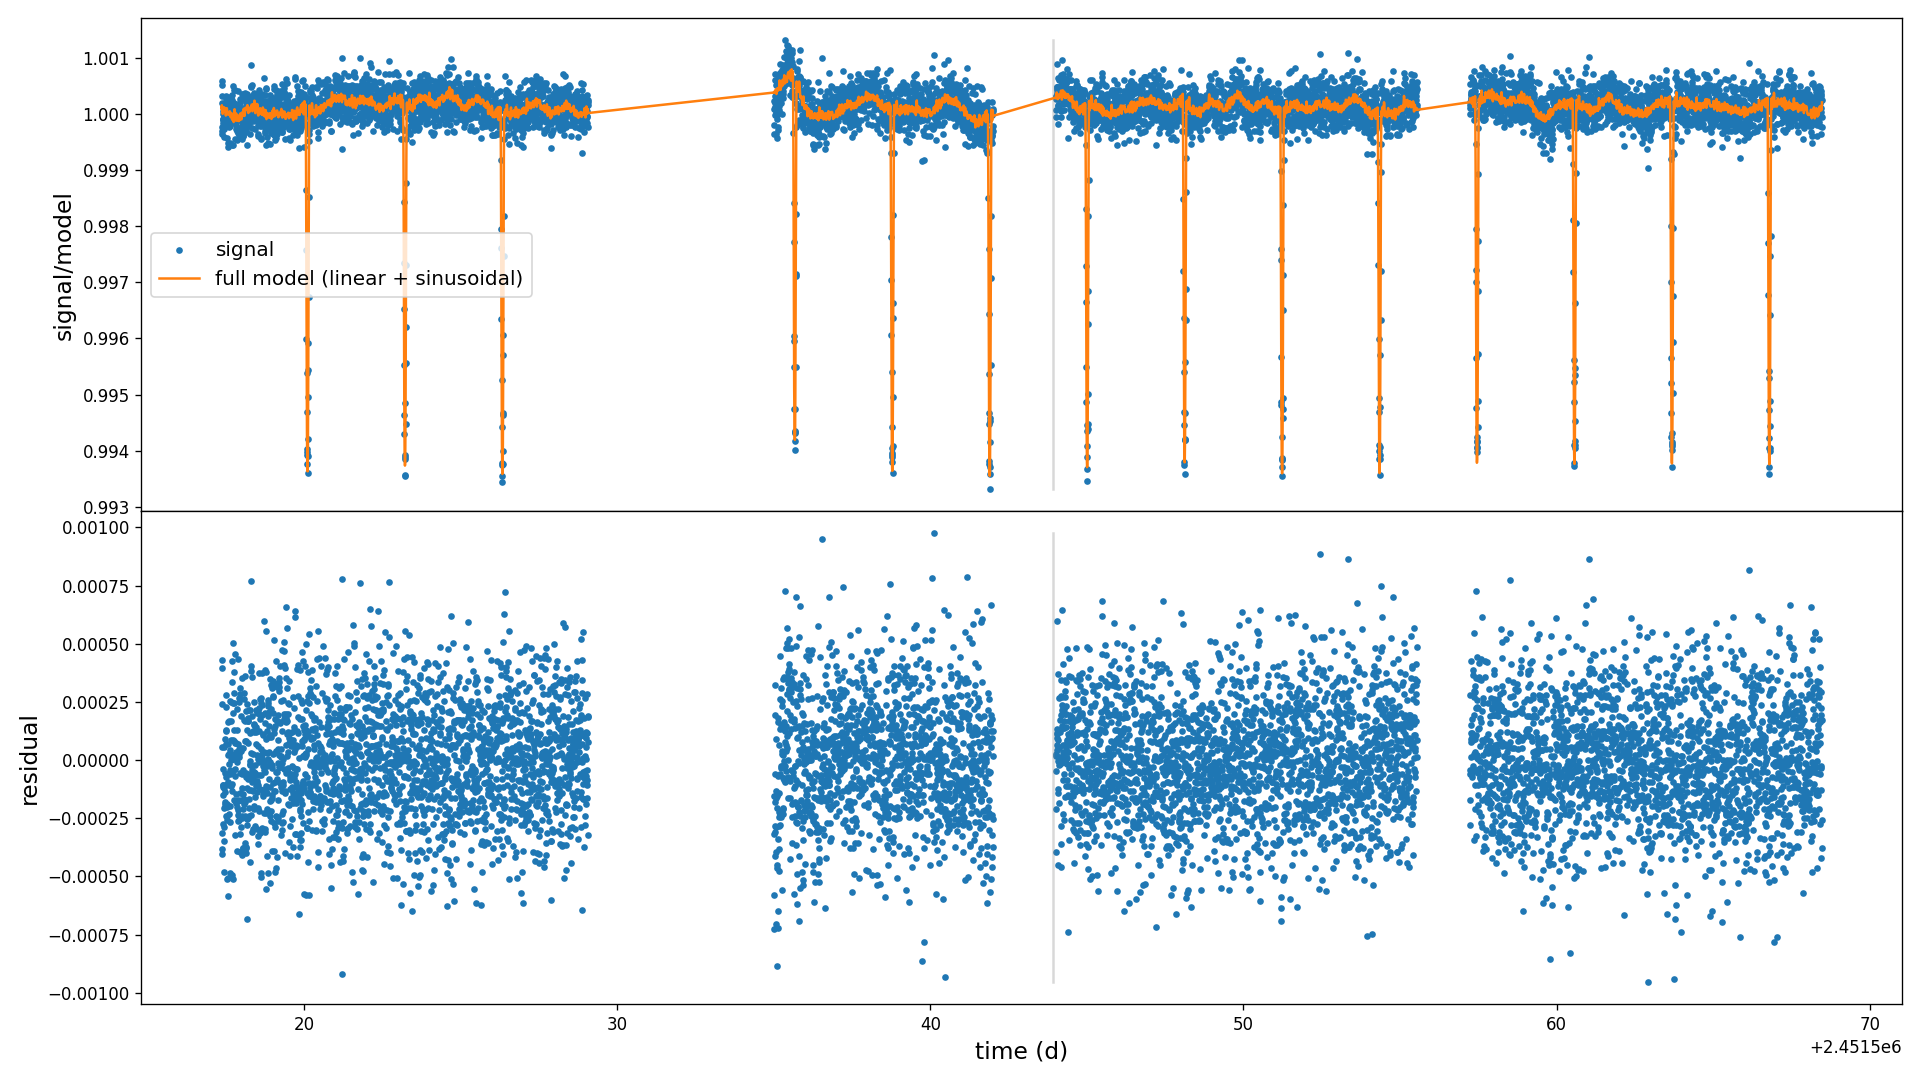 1.001
1.000
0.999
0.998
0.997
0.996
0.995
0.994
0.993
signal/model
signal
full model (linear + sinusoidal)
0.00100
0.00075
0.00050
0.00025
0.00000
−0.00025
−0.00050
−0.00075
−0.00100
residual
20 30 40 50 60 70
time (d)
+2.4515e6